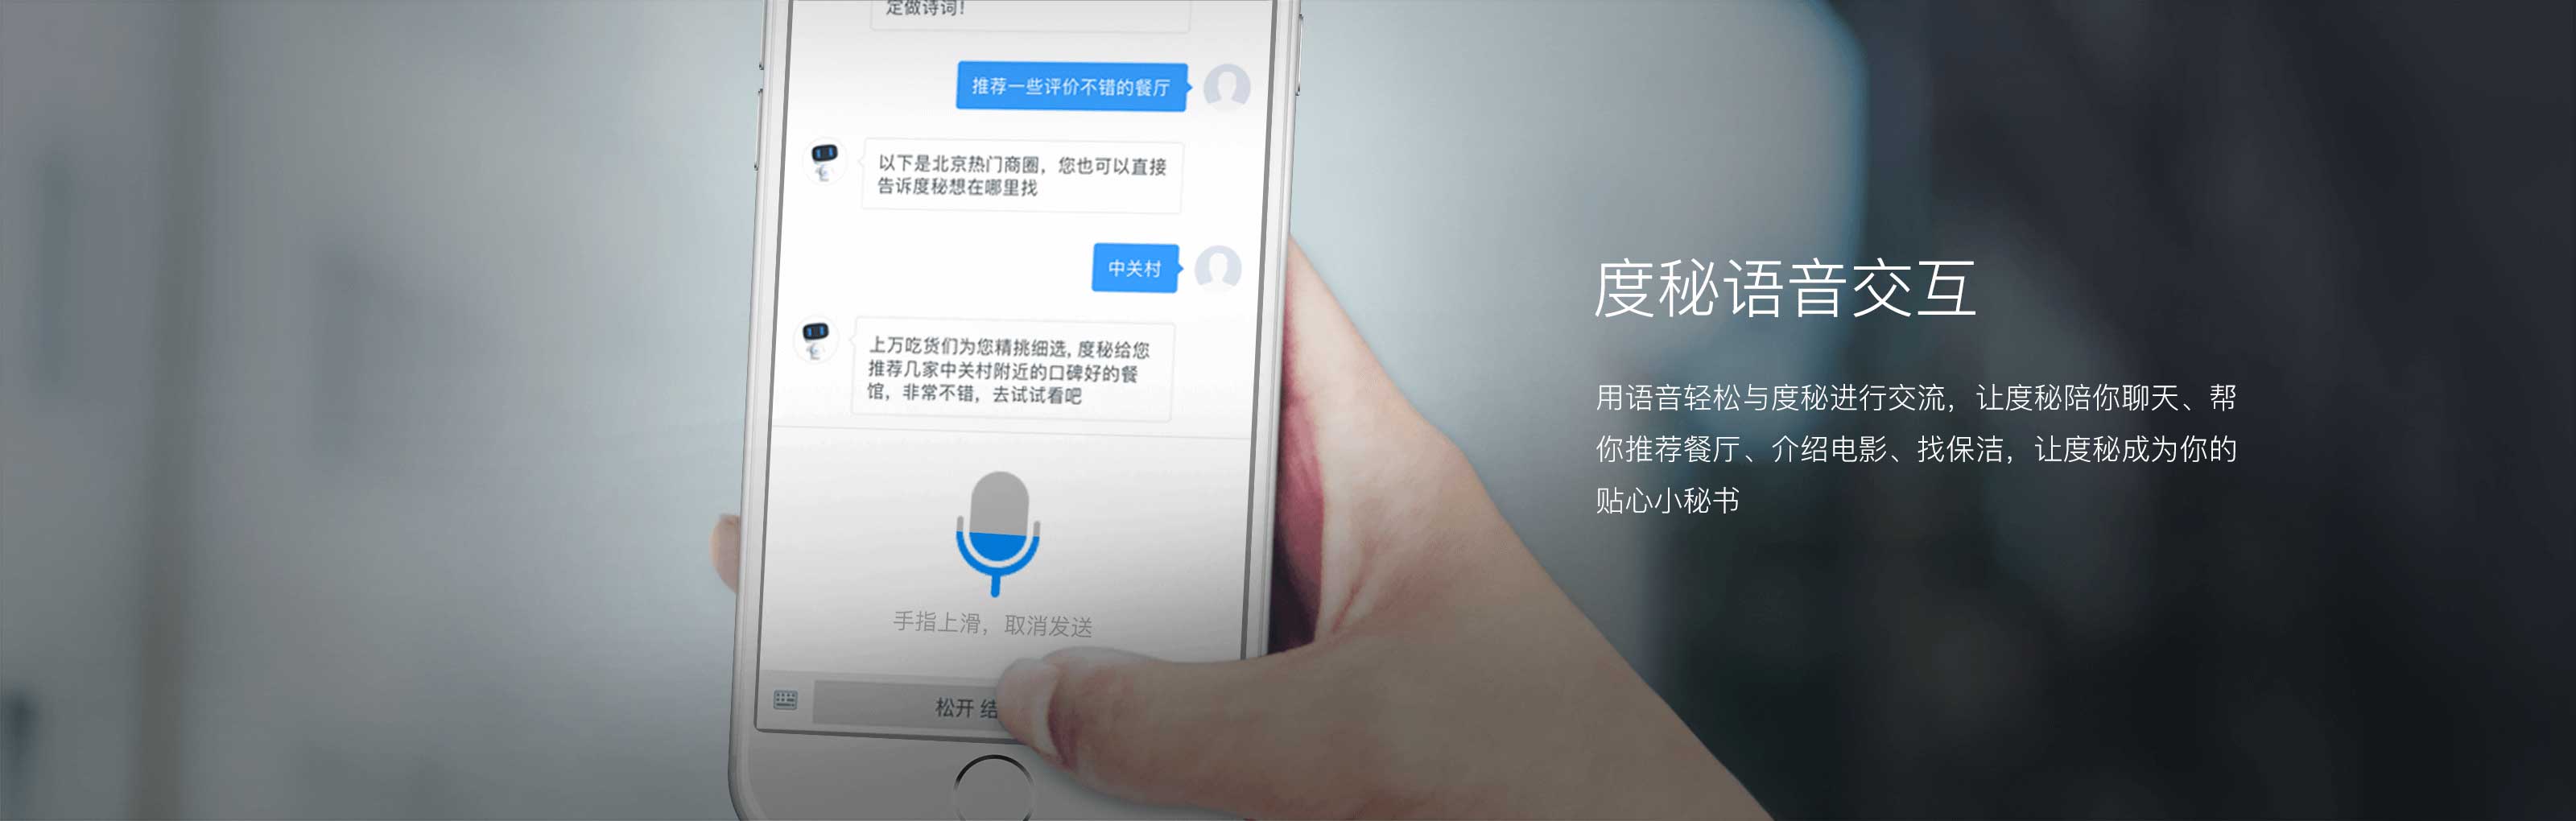 定做诗词！
推荐一些评价不错的餐厅
以下是北京热门商圈，您也可以直接
告诉度秘想在哪里找
中关村
上万吃货们为您精挑细选, 度秘给您
推荐几家中关村附近的口碑好的餐
馆，非常不错，去试试看吧
手指上滑，取消发送
松开 结
度秘语音交互
用语音轻松与度秘进行交流，让度秘陪你聊天、帮
你推荐餐厅、介绍电影、找保洁，让度秘成为你的
贴心小秘书